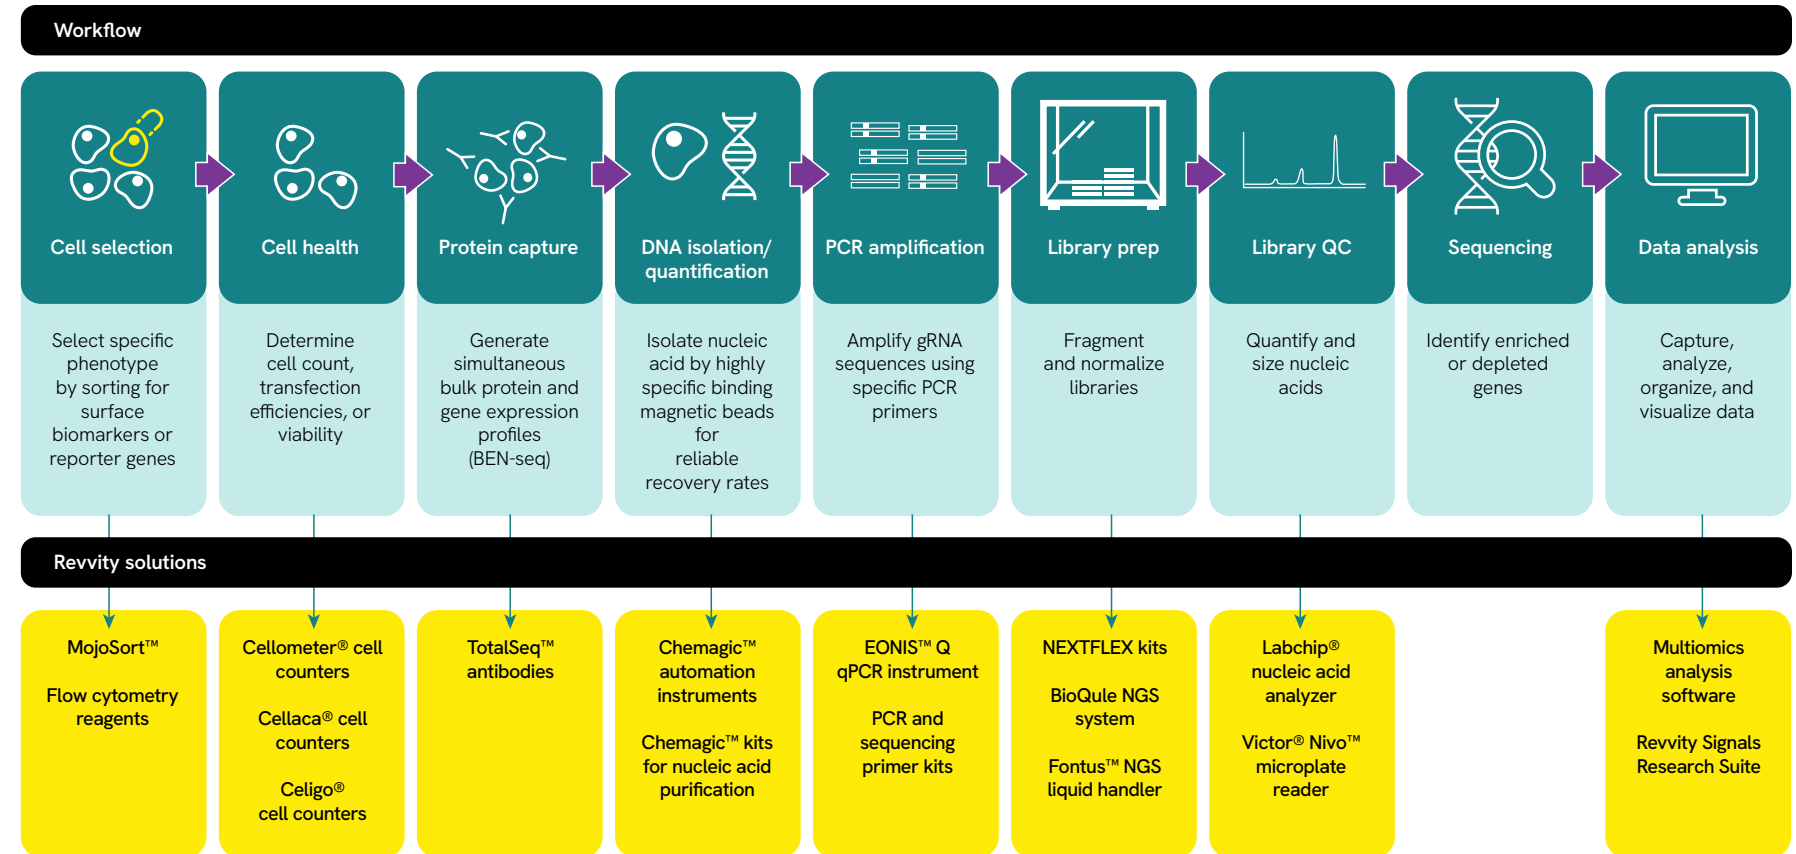 Workflow
Cell selection
Cell health
Protein capture
DNA isolation/
quantification
PCR amplification
Library prep
Library QC
Sequencing
Data analysis
Select specific
phenotype
by sorting for
surface
biomarkers or
reporter genes
Determine
cell count,
transfection
efficiencies, or
viability
Generate
simultaneous
bulk protein and
gene expression
profiles
(BEN-seq)
Isolate nucleic
acid by highly
specific binding
magnetic beads
for
reliable
recovery rates
Amplify gRNA
sequences using
specific PCR
primers
Fragment
and normalize
libraries
Quantify and
size nucleic
acids
Identify enriched
or depleted
genes
Capture,
analyze,
organize, and
visualize data
Revvity solutions
MojoSort™
Flow cytometry
reagents
Cellometer® cell
counters
Cellaca® cell
counters
Celigo®
cell counters
TotalSeq™
antibodies
Chemagic™
automation
instruments
Chemagic™ kits
for nucleic acid
purification
EONIS™ Q
qPCR instrument
PCR and
sequencing
primer kits
NEXTFLEX kits
BioQule NGS
system
Fontus™ NGS
liquid handler
Labchip®
nucleic acid
analyzer
Victor® Nivo™
microplate
reader
Multiomics
analysis
software
Revvity Signals
Research Suite